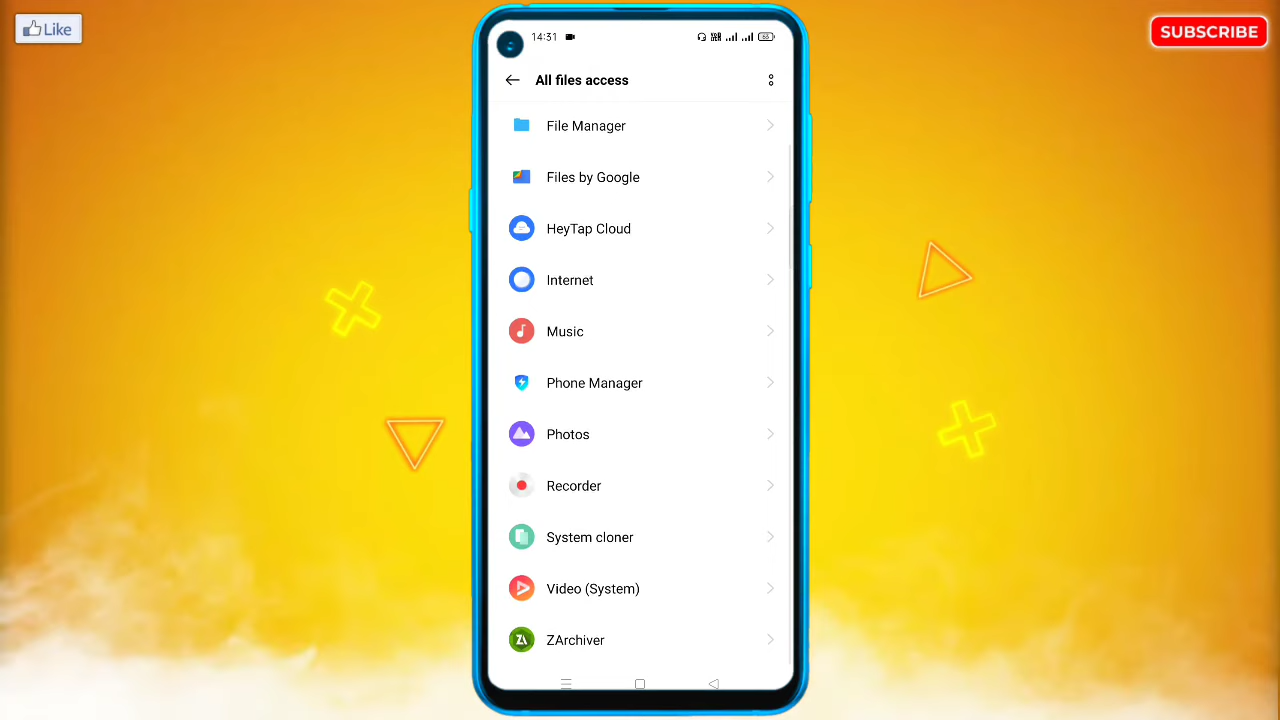 Like
SUBSCRIBE
14:31
All files access
File Manager
Files by Google
HeyTap Cloud
Internet
Music
Phone Manager
Photos
Recorder
System cloner
Video (System)
ZArchiver